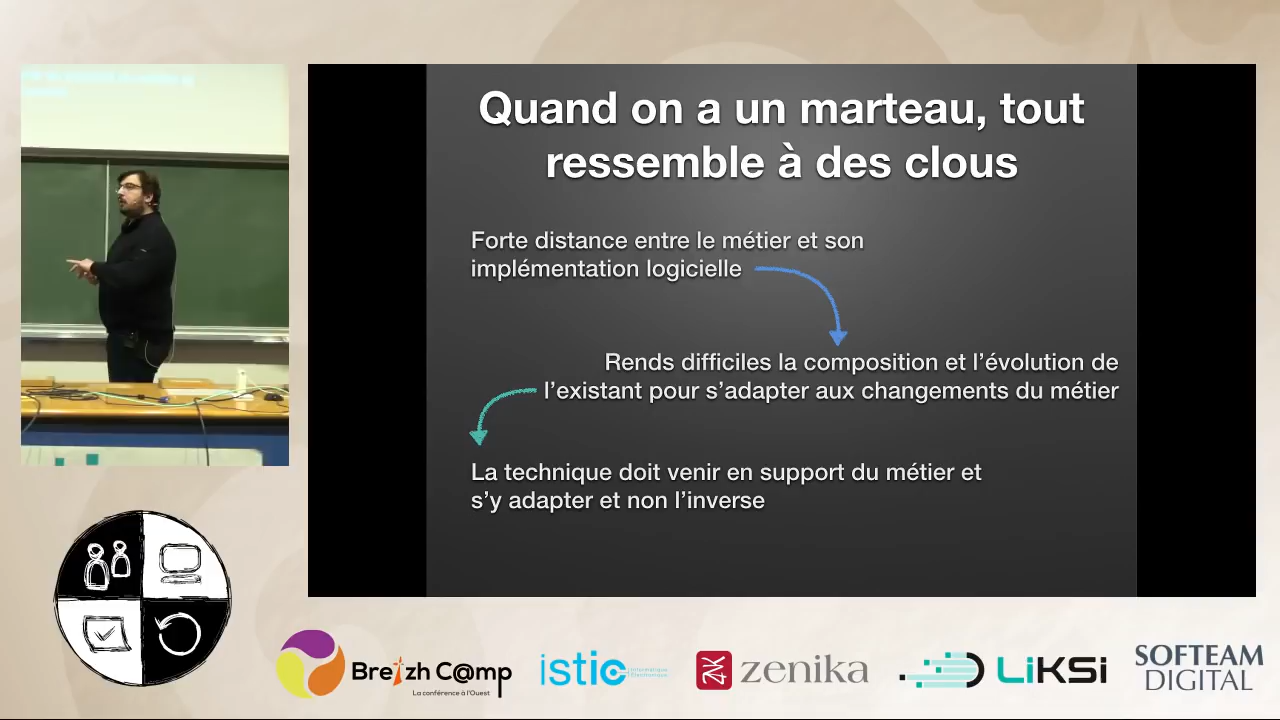 Quand on a un marteau, tout
ressemble à des clous
Forte distance entre le métier et son
implémentation logicielle
Rends difficiles la composition et l'évolution de
l'existant pour s'adapter aux changements du métier
La technique doit venir en support du métier et
s'y adapter et non l'inverse
Breizh C@mp
La conférence à l'Ouest
istic
Informatique
Électronique
zenika
LiKSi
SOFTEAM
DIGITAL